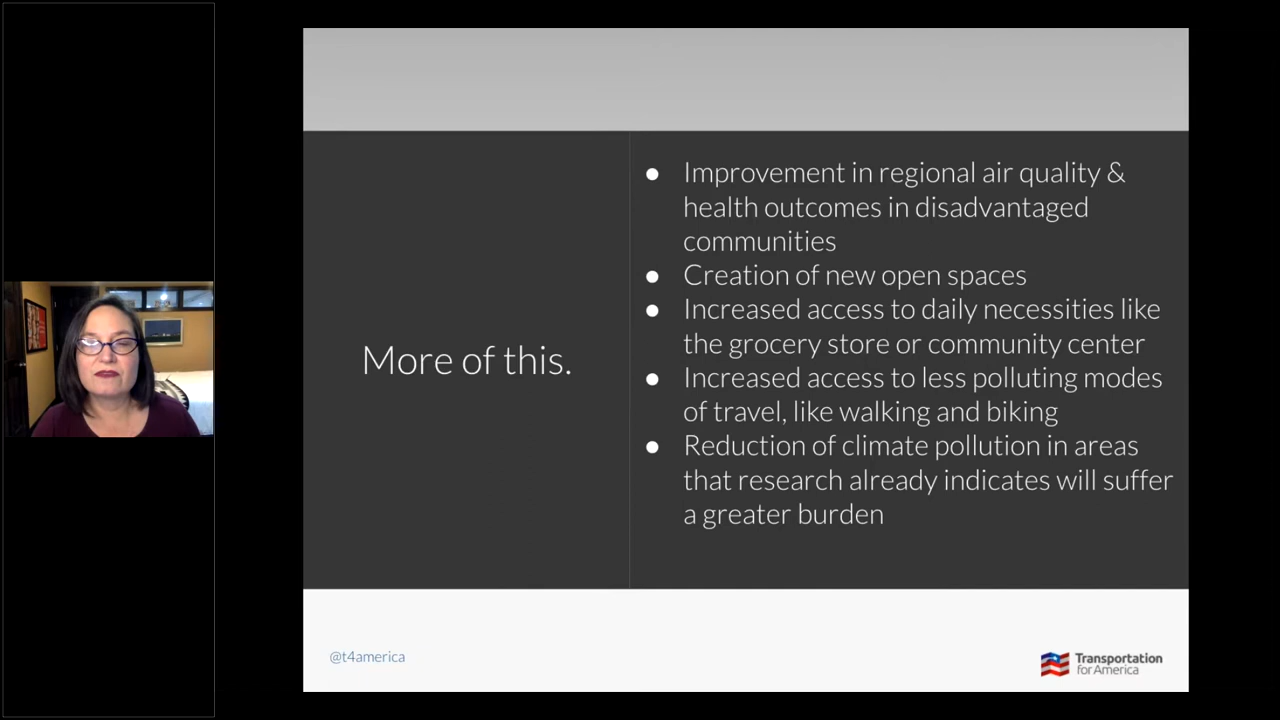 More of this.
● Improvement in regional air quality &
health outcomes in disadvantaged
communities
● Creation of new open spaces
● Increased access to daily necessities like
the grocery store or community center
● Increased access to less polluting modes
of travel, like walking and biking
● Reduction of climate pollution in areas
that research already indicates will suffer
a greater burden
@t4america
Transportation
for America